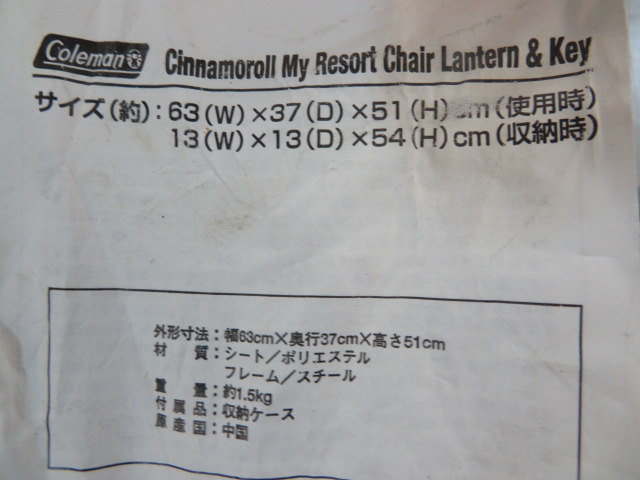 Coleman Cinnamoroll My Resort Chair Lantern & Key
サイズ(約):63(W)×37(D)×51(H)cm(使用時)
13(W)×13(D)×54(H)cm(収納時)
外形寸法:幅63cm×奥行37cm×高さ51cm
材 質:シート/ポリエステル
フレーム/スチール
重 量:約1.5kg
付属品:収納ケース
原産国:中国